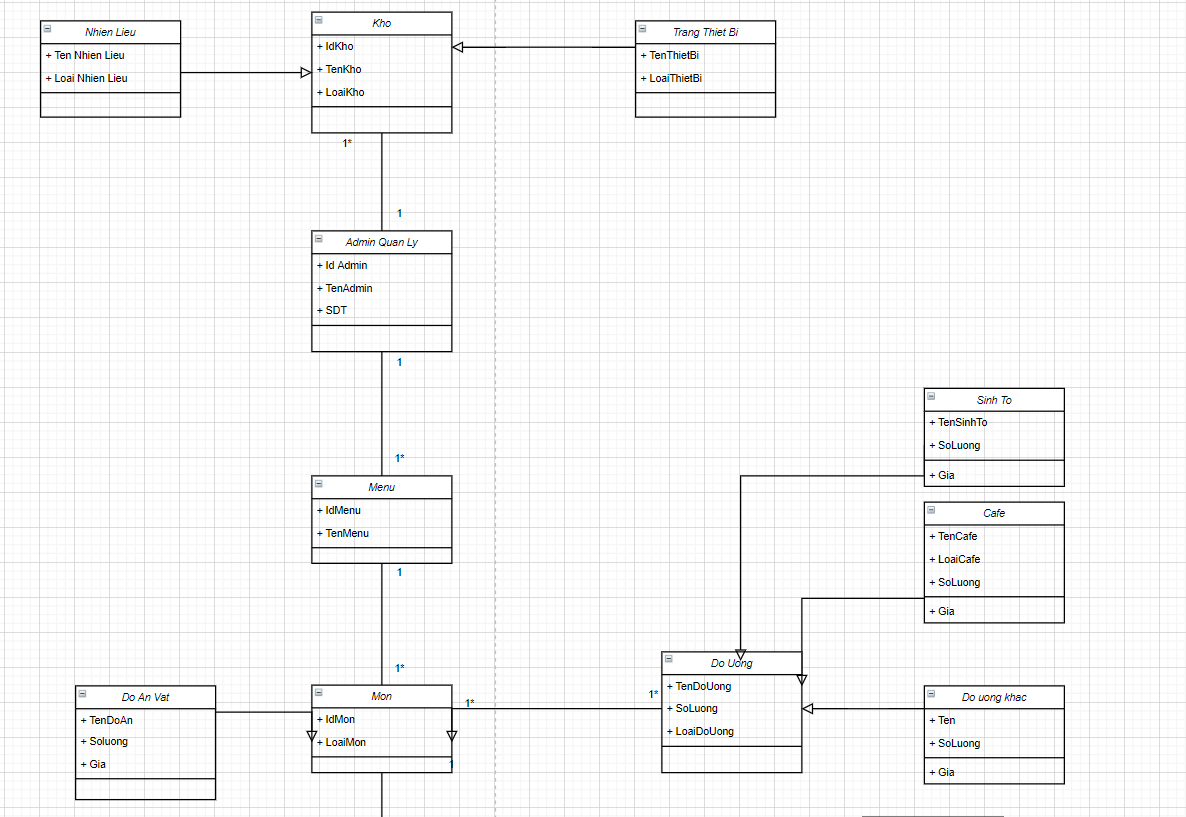 Nhien Lieu
+ Ten Nhien Lieu
+ Loai Nhien Lieu
Kho
+ IdKho
+ TenKho
+ LoaiKho
Trang Thiet Bi
+ TenThietBi
+ LoaiThietBi
1*
1
Admin Quan Ly
+ Id Admin
+ TenAdmin
+ SDT
1
1*
Menu
+ IdMenu
+ TenMenu
1
1*
Sinh To
+ TenSinhTo
+ SoLuong
+ Gia
Cafe
+ TenCafe
+ LoaiCafe
+ SoLuong
+ Gia
Do An Vat
+ TenDoAn
+ Soluong
+ Gia
Mon
+ IdMon
+ LoaiMon
1*
1
1*
Do Uong
+ TenDoUong
+ SoLuong
+ LoaiDoUong
Do uong khac
+ Ten
+ SoLuong
+ Gia